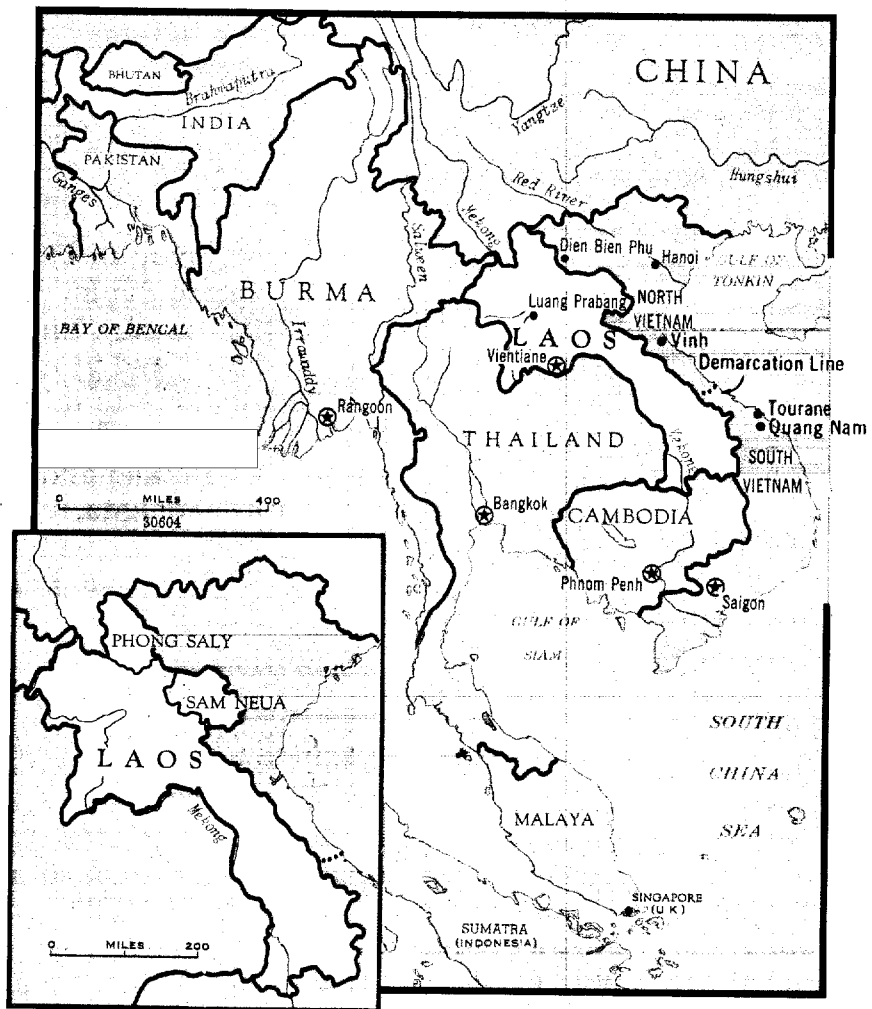 CHINA
BHUTAN
Brahmaputra
INDIA
Yangtze
PAKISTAN
Ganges
Hungshui
Red River
Mekong
Salween
Dien Bien Phu
Hanoi
GULF OF
TONKIN
BURMA
Luang Prabang
NORTH
VIETNAM
BAY OF BENGAL
Irrawaddy
LAOS
Vinh
Vientiane
Demarcation Line
Rangoon
Tourane
Quang Nam
THAILAND
Mekong
SOUTH
VIETNAM
0 MILES 400
30604
Bangkok
CAMBODIA
Phnom Penh
Saigon
GULF OF
SIAM
PHONG SALY
SAM NEUA
LAOS
Mekong
0 MILES 200
SOUTH
CHINA
SEA
MALAYA
SINGAPORE
(U K)
SUMATRA
(INDONESIA)